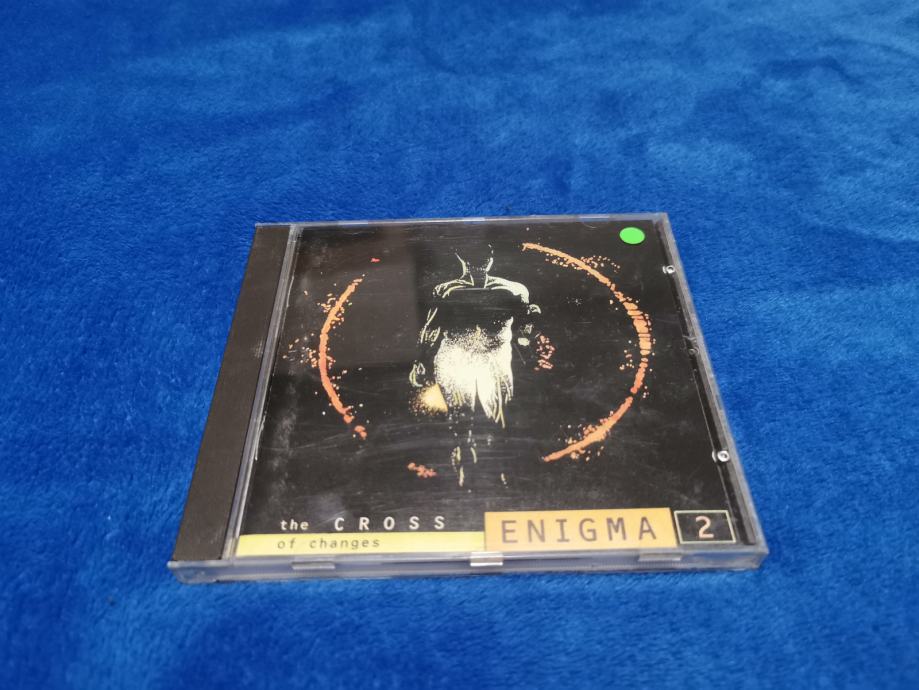 the CROSS
of changes
ENIGMA 2